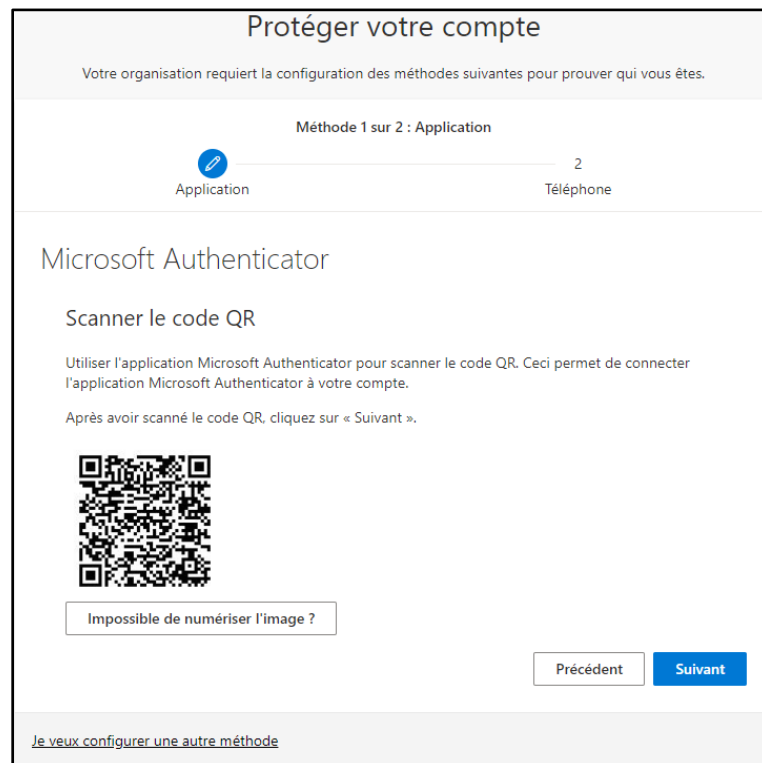 Protéger votre compte
Votre organisation requiert la configuration des méthodes suivantes pour prouver qui vous êtes.
Méthode 1 sur 2 : Application
2
Application
Téléphone
Microsoft Authenticator
Scanner le code QR
Utiliser l'application Microsoft Authenticator pour scanner le code QR. Ceci permet de connecter
l'application Microsoft Authenticator à votre compte.
Après avoir scanné le code QR, cliquez sur « Suivant ».
Impossible de numériser l'image ?
Précédent
Suivant
Je veux configurer une autre méthode